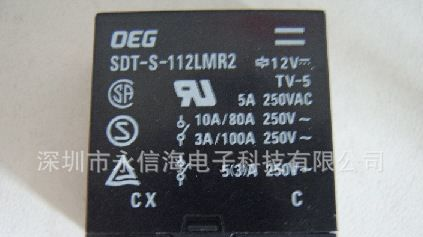 OEG
SDT-S-112LMR2 12V⎓
TV-5
5A 250VAC
10A/80A 250V~
3A/100A 250V~
深圳市永信海电子科技有限公司
5(3)A 250V~
CX C